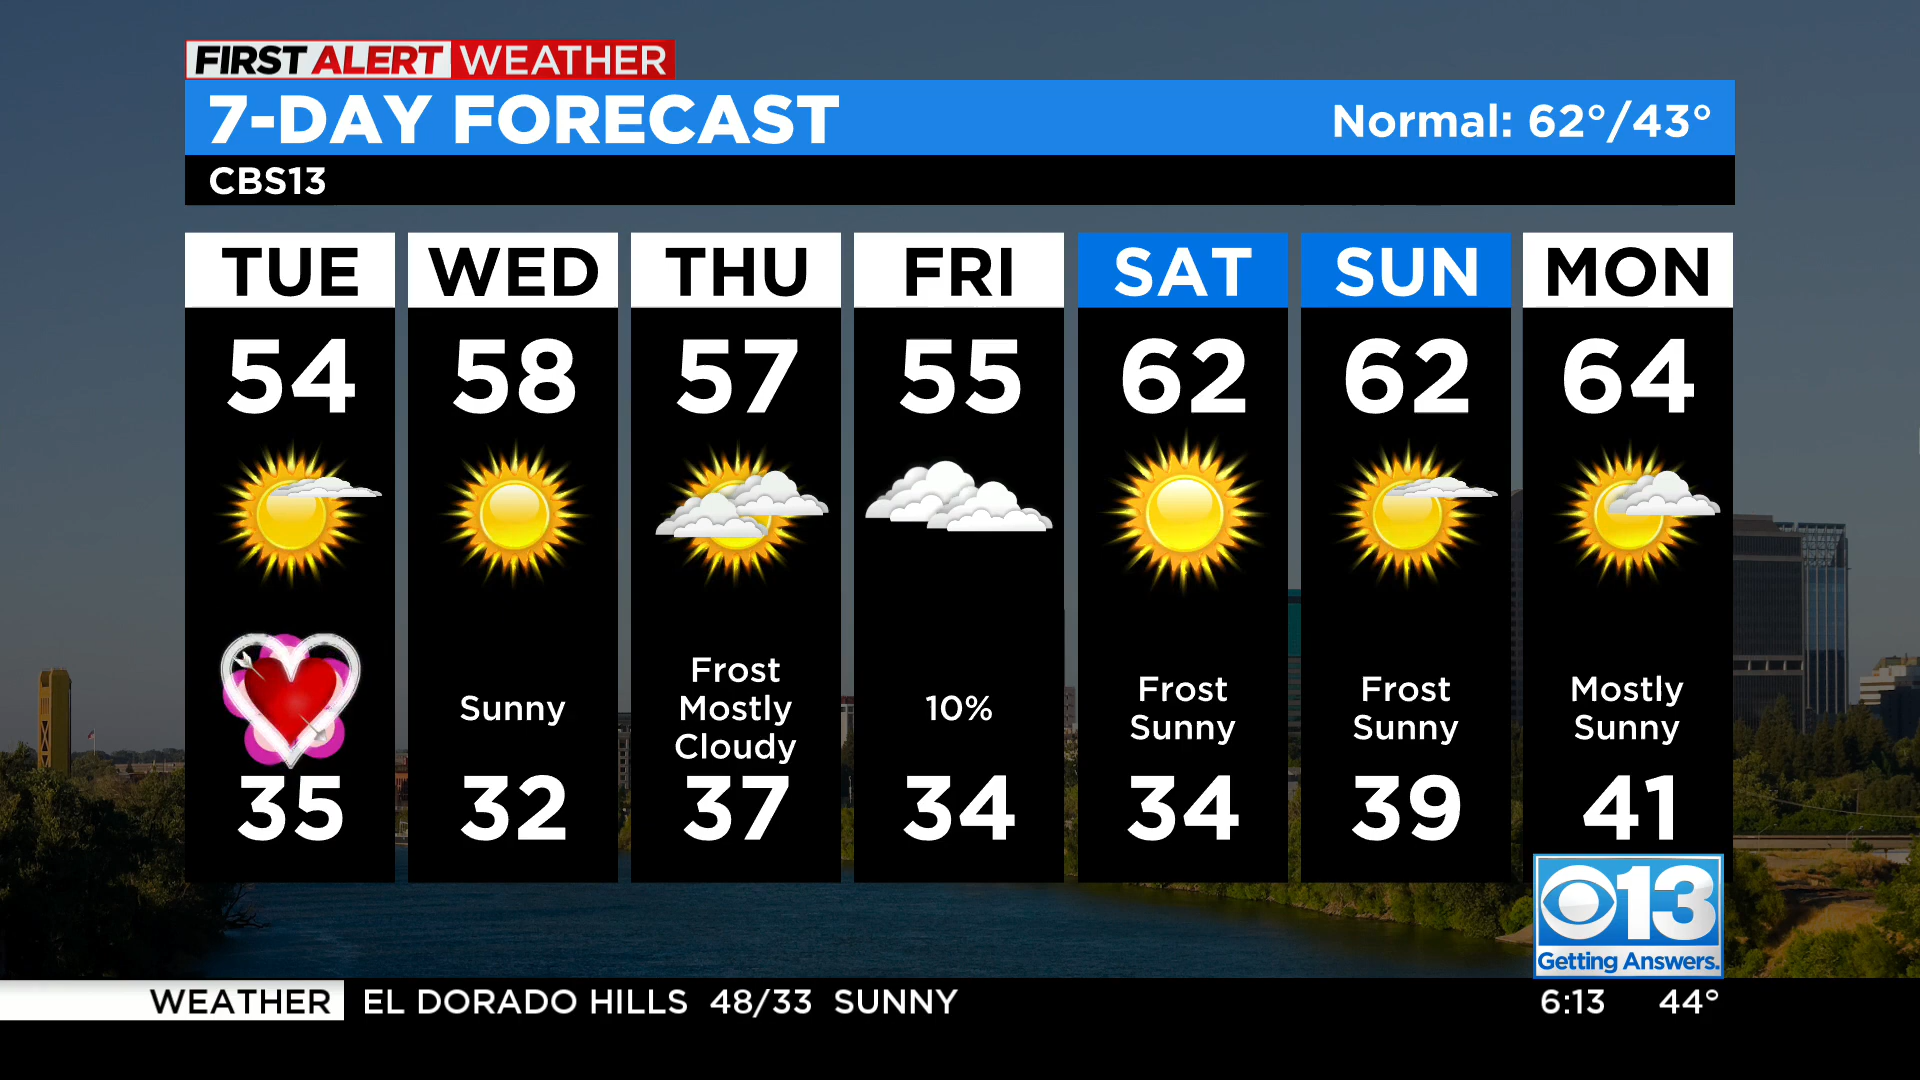 FIRST ALERT WEATHER
7-DAY FORECAST
Normal: 62°/43°
CBS13
TUE
54
35
WED
58
Sunny
32
THU
57
Frost
Mostly
Cloudy
37
FRI
55
10%
34
SAT
62
Frost
Sunny
34
SUN
62
Frost
Sunny
39
MON
64
Mostly
Sunny
41
13
Getting Answers.
WEATHER
EL DORADO HILLS 48/33 SUNNY
6:13 44°